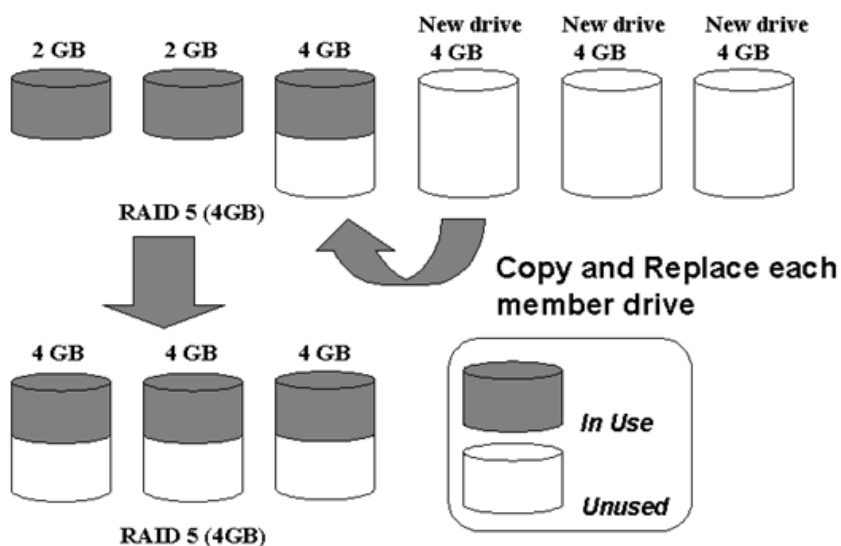 2 GB
2 GB
4 GB
New drive
4 GB
New drive
4 GB
New drive
4 GB
RAID 5 (4GB)
Copy and Replace each
member drive
4 GB
4 GB
4 GB
In Use
Unused
RAID 5 (4GB)